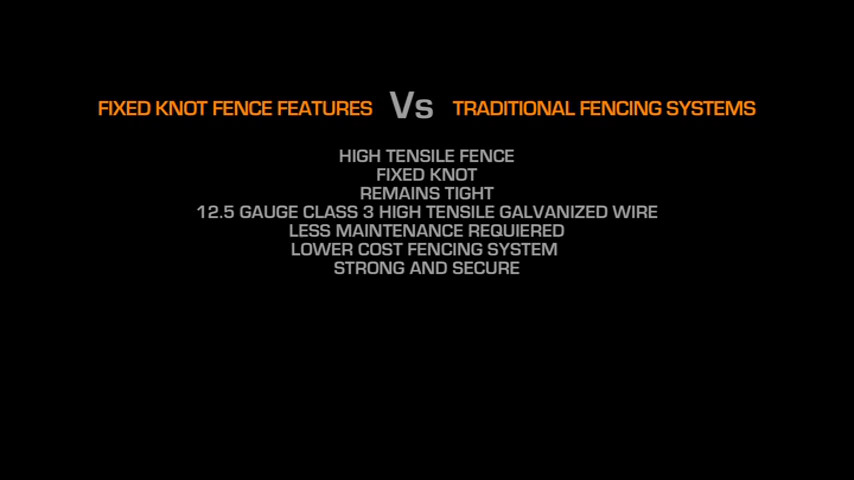 FIXED KNOT FENCE FEATURES Vs TRADITIONAL FENCING SYSTEMS
HIGH TENSILE FENCE
FIXED KNOT
REMAINS TIGHT
12.5 GAUGE CLASS 3 HIGH TENSILE GALVANIZED WIRE
LESS MAINTENANCE REQUIERED
LOWER COST FENCING SYSTEM
STRONG AND SECURE